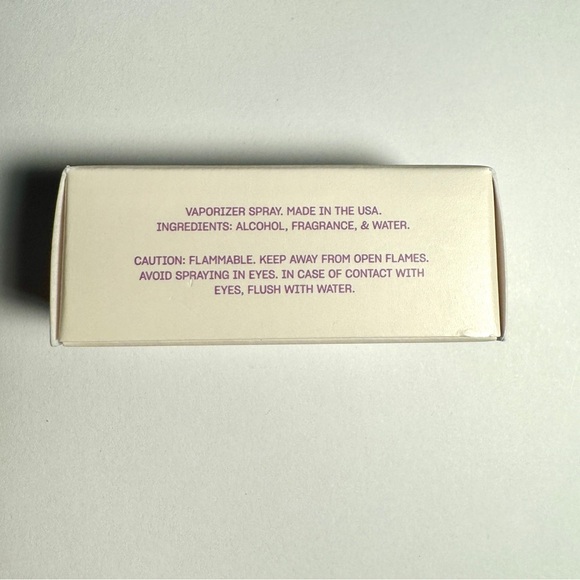 VAPORIZER SPRAY. MADE IN THE USA.
INGREDIENTS: ALCOHOL, FRAGRANCE, & WATER.
CAUTION: FLAMMABLE. KEEP AWAY FROM OPEN FLAMES.
AVOID SPRAYING IN EYES. IN CASE OF CONTACT WITH
EYES, FLUSH WITH WATER.